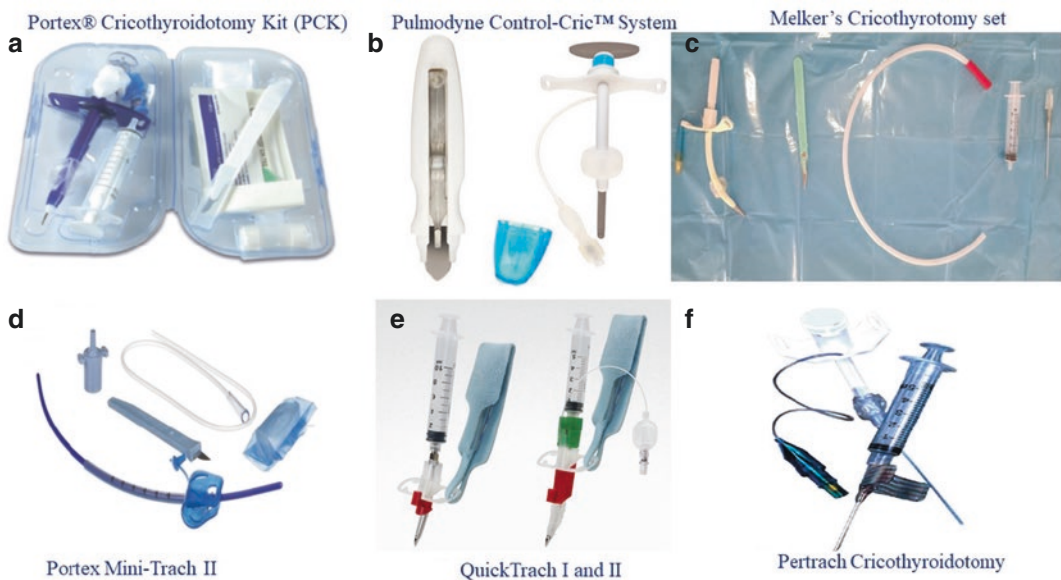 Portex® Cricothyroidotomy Kit (PCK)
Pulmodyne Control-Cric™ System
Melker's Cricothyrotomy set
a
b
c
d
e
f
Portex Mini-Trach II
QuickTrach I and II
Pertrach Cricothyroidotomy